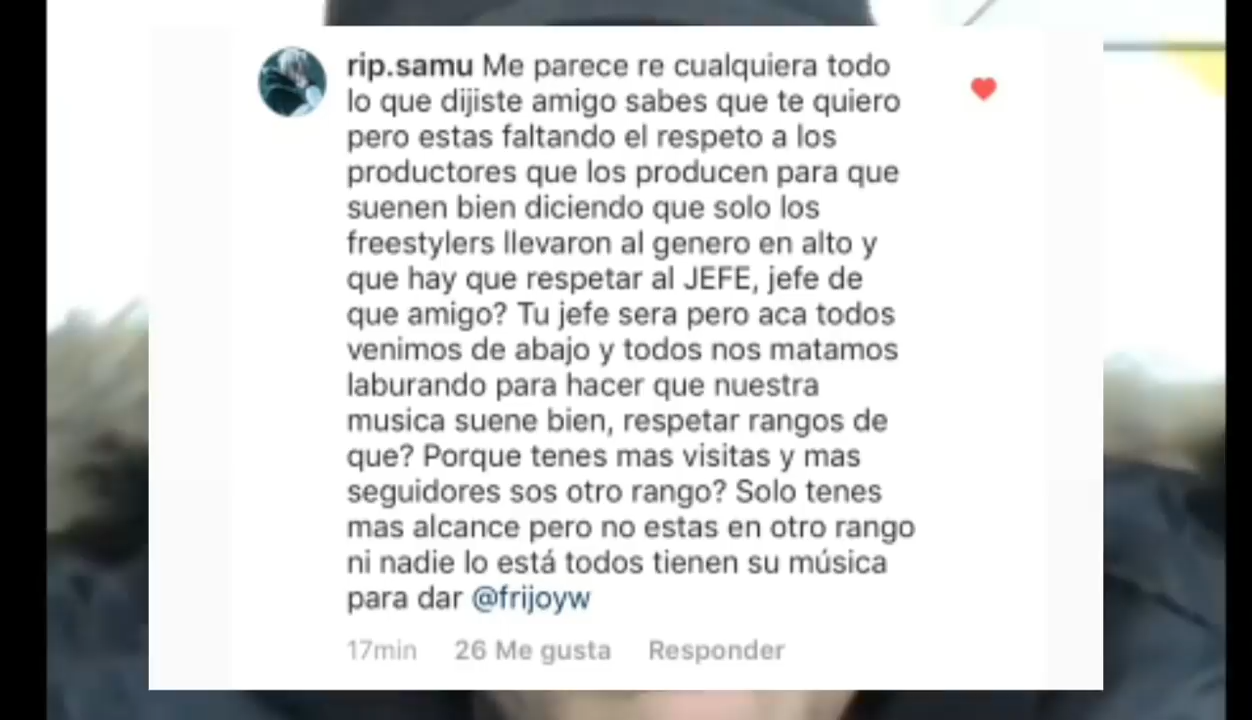 rip.samu Me parece re cualquiera todo
lo que dijiste amigo sabes que te quiero
pero estas faltando el respeto a los
productores que los producen para que
suenen bien diciendo que solo los
freestylers llevaron al genero en alto y
que hay que respetar al JEFE, jefe de
que amigo? Tu jefe sera pero aca todos
venimos de abajo y todos nos matamos
laburando para hacer que nuestra
musica suene bien, respetar rangos de
que? Porque tenes mas visitas y mas
seguidores sos otro rango? Solo tenes
mas alcance pero no estas en otro rango
ni nadie lo está todos tienen su música
para dar @frijoyw
17min 26 Me gusta Responder